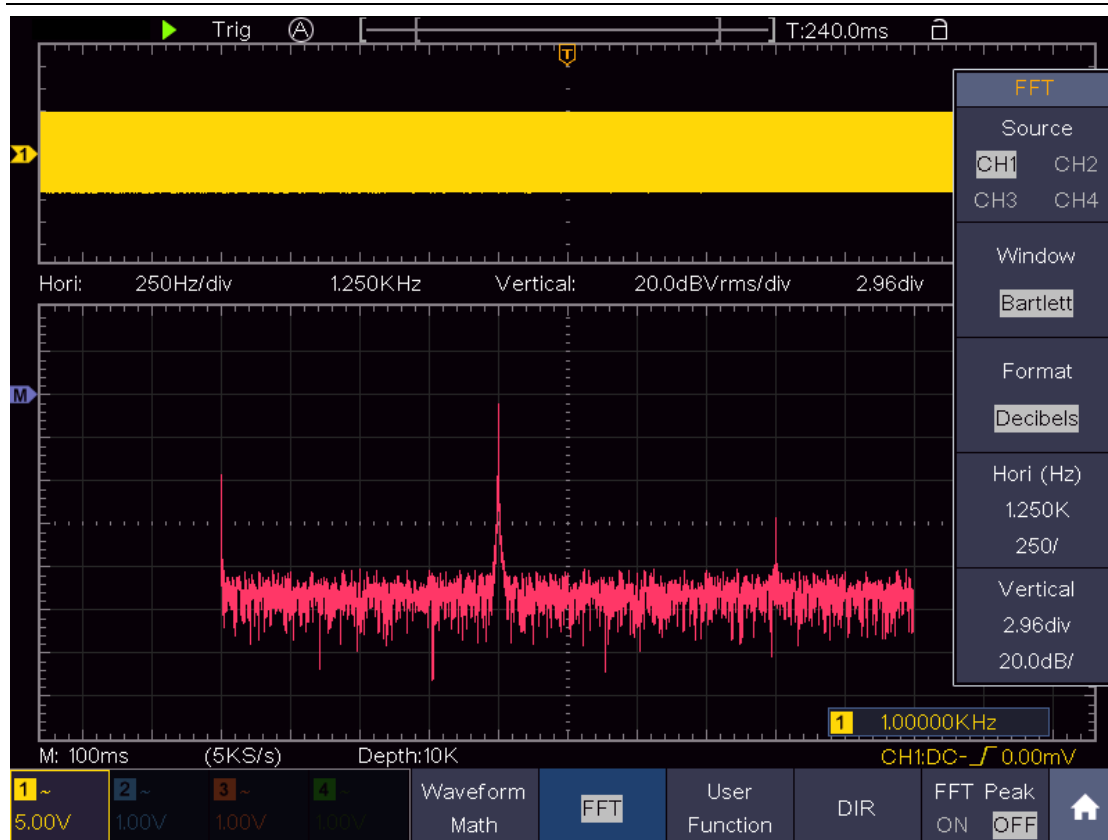 Trig A T:240.0ms
T
1
FFT
Source
CH1 CH2
CH3 CH4
Window
Bartlett
Format
Decibels
Hori (Hz)
1.250K
250/
Vertical
2.96div
20.0dB/
Hori: 250Hz/div 1.250KHz Vertical: 20.0dBVrms/div 2.96div
M
1 1.00000KHz
M: 100ms (5KS/s) Depth:10K CH1:DC- 0.00mV
1 ~ 2 ~ 3 ~ 4 ~
5.00V 1.00V 1.00V 1.00V
Waveform
Math
FFT
User
Function
DIR
FFT Peak
ON OFF